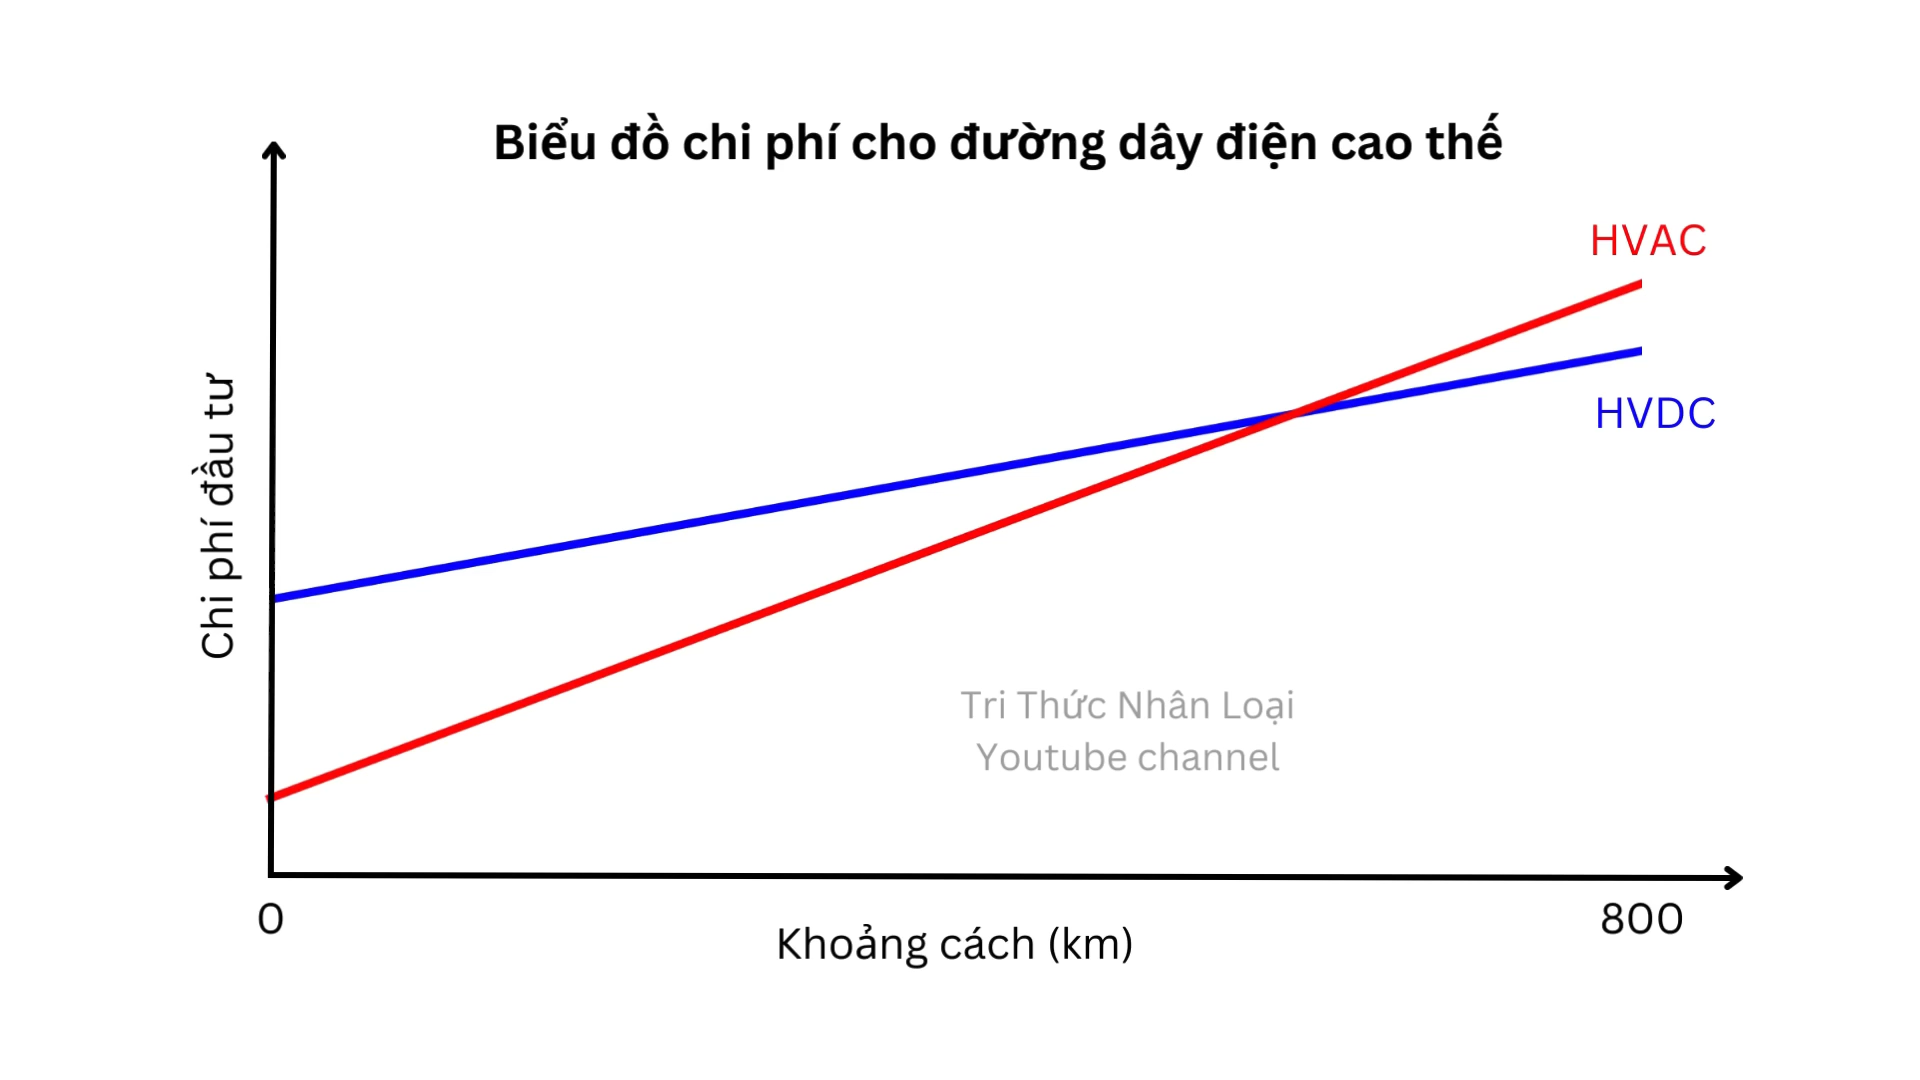 Biểu đồ chi phí cho đường dây điện cao thế
HVAC
HVDC
Chi phí đầu tư
Tri Thức Nhân Loại
Youtube channel
0
800
Khoảng cách (km)